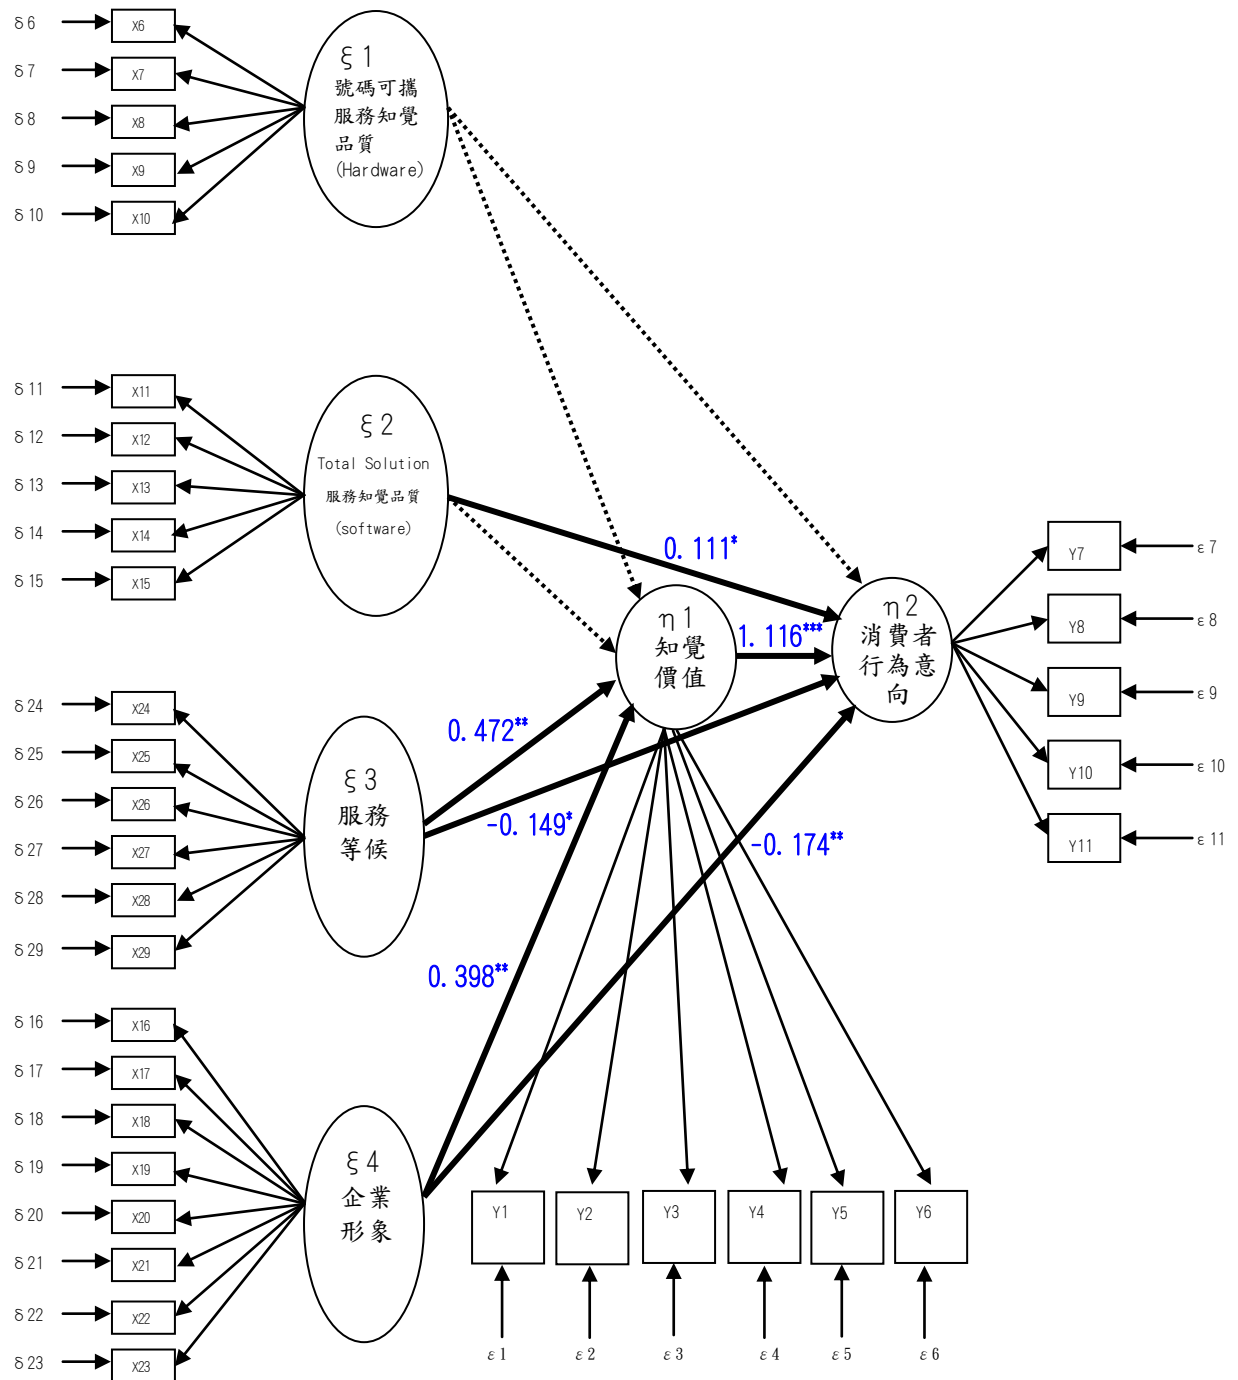 δ6
X6
δ7
X7
δ8
X8
δ9
X9
δ10
X10
ξ1
號碼可攜
服務知覺
品質
(Hardware)
δ11
X11
δ12
X12
δ13
X13
δ14
X14
δ15
X15
ξ2
Total Solution
服務知覺品質
(software)
0.111*
η1
知覺
價值
1.116***
η2
消費者
行為意
向
Y7
ε7
Y8
ε8
Y9
ε9
Y10
ε10
Y11
ε11
δ24
X24
δ25
X25
δ26
X26
δ27
X27
δ28
X28
δ29
X29
ξ3
服務
等候
0.472**
-0.149*
-0.174**
0.398**
δ16
X16
δ17
X17
δ18
X18
δ19
X19
δ20
X20
δ21
X21
δ22
X22
δ23
X23
ξ4
企業
形象
Y1
Y2
Y3
Y4
Y5
Y6
ε1
ε2
ε3
ε4
ε5
ε6